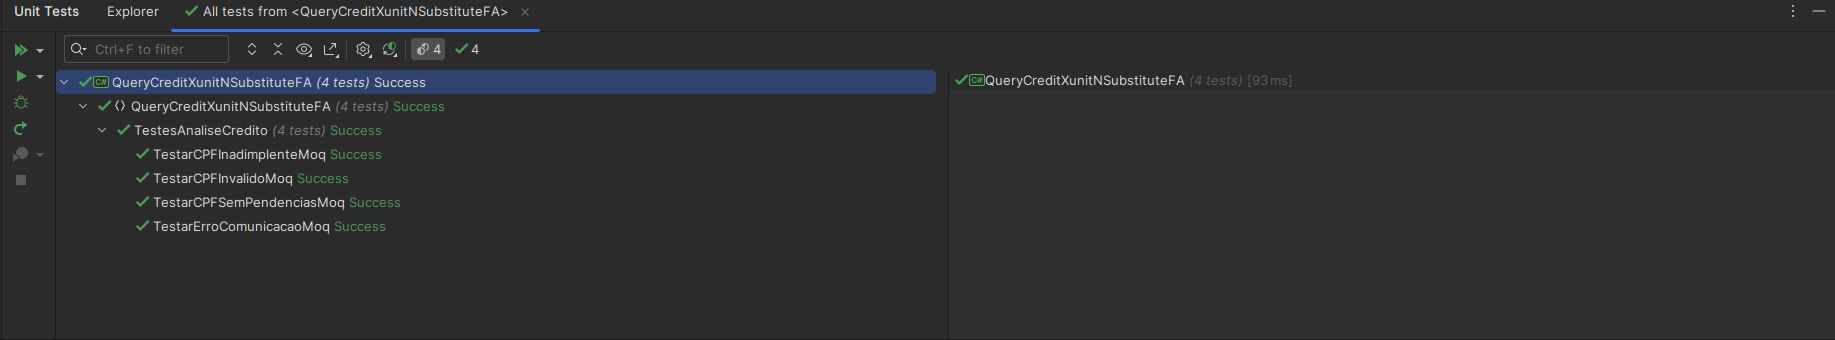 Unit Tests Explorer All tests from <QueryCreditXunitNSubstituteFA>
Ctrl+F to filter 4 4
C# QueryCreditXunitNSubstituteFA (4 tests) Success
QueryCreditXunitNSubstituteFA (4 tests) Success
TestesAnaliseCredito (4 tests) Success
TestarCPFInadimplenteMoq Success
TestarCPFInvalidoMoq Success
TestarCPFSemPendenciasMoq Success
TestarErroComunicacaoMoq Success
C# QueryCreditXunitNSubstituteFA (4 tests) [93 ms]